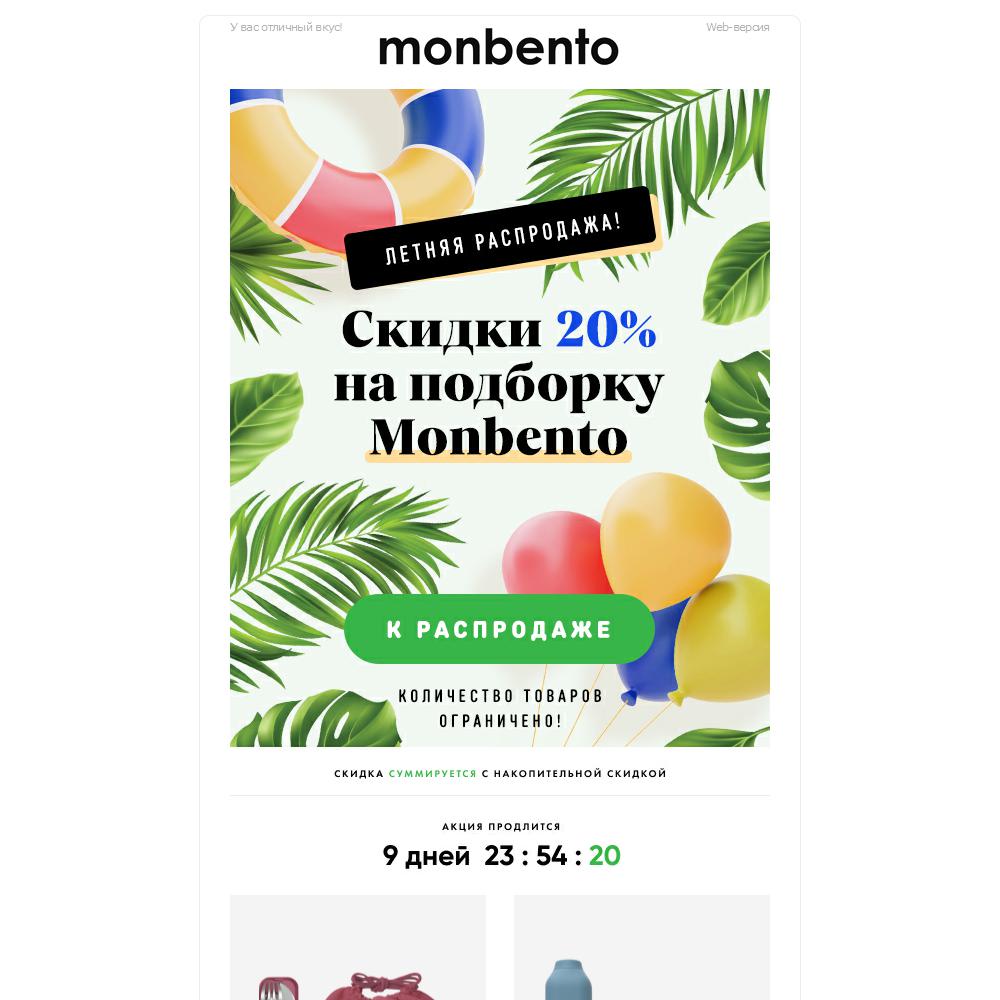 У вас отличный вкус!
Web-версия
monbento
ЛЕТНЯЯ РАСПРОДАЖА!
Скидки 20%
на подборку
Monbento
К РАСПРОДАЖЕ
КОЛИЧЕСТВО ТОВАРОВ
ОГРАНИЧЕНО!
СКИДКА СУММИРУЕТСЯ С НАКОПИТЕЛЬНОЙ СКИДКОЙ
АКЦИЯ ПРОДЛИТСЯ
9 дней 23 : 54 : 20